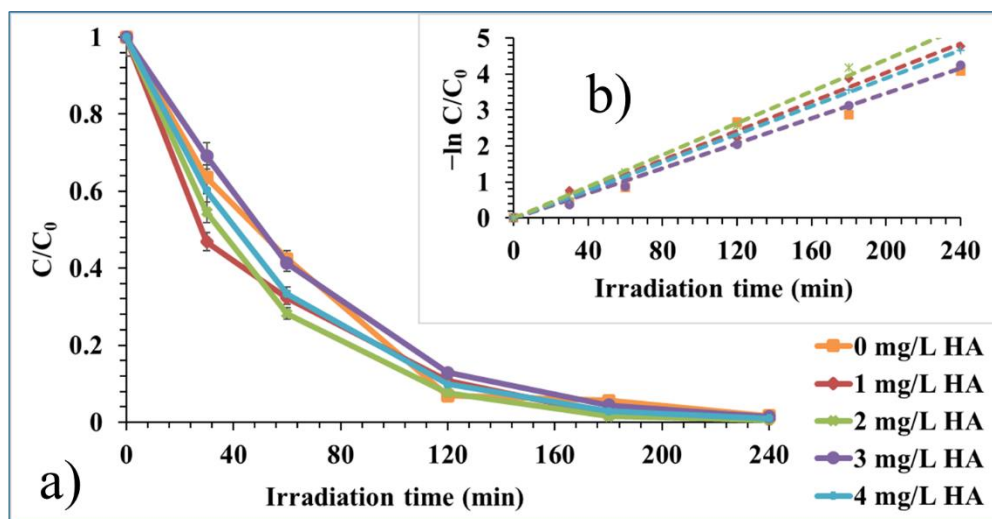 a)
C/C₀
1
0.8
0.6
0.4
0.2
0
0 40 80 120 160 200 240
Irradiation time (min)
b)
−ln C/C₀
5
4
3
2
1
0
0 40 80 120 160 200 240
Irradiation time (min)
0 mg/L HA
1 mg/L HA
2 mg/L HA
3 mg/L HA
4 mg/L HA